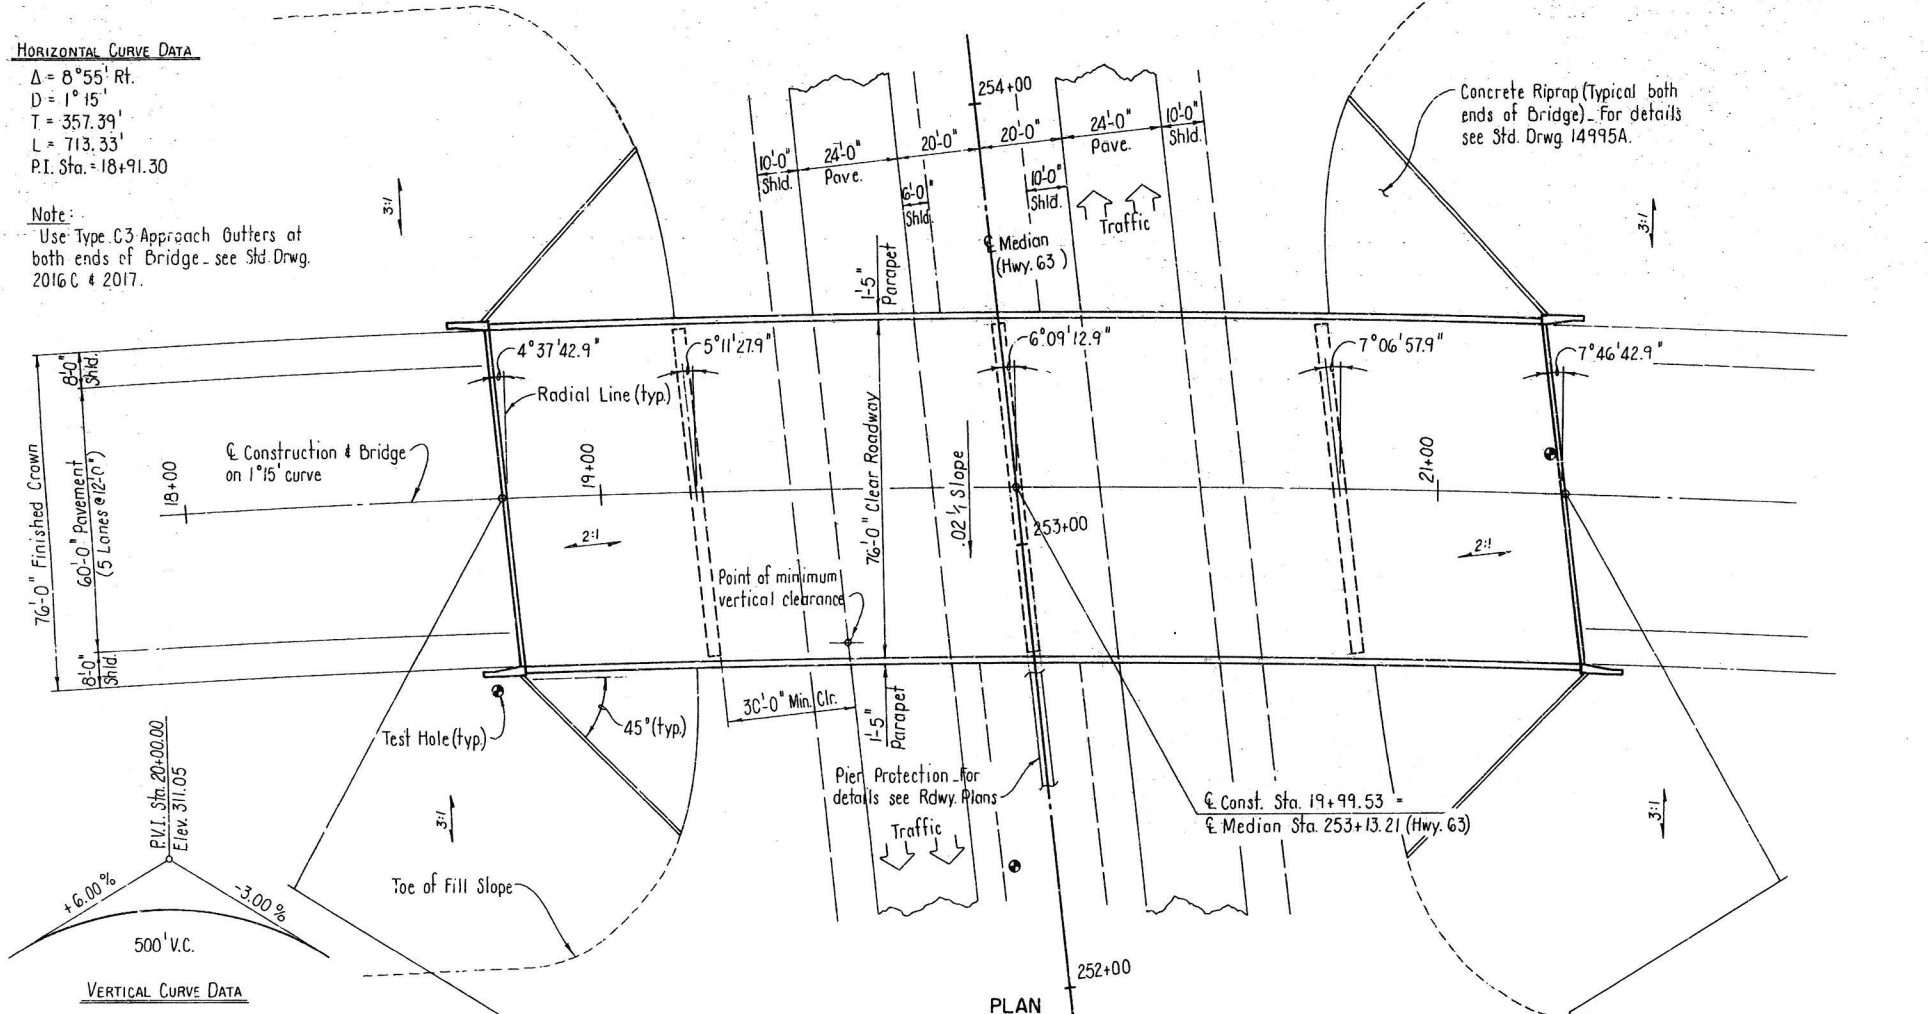 HORIZONTAL CURVE DATA
Δ = 8°55' Rt.
D = 1°15'
T = 357.39'
L = 713.33'
P.I. Sta. = 18+91.30
Note:
Use Type C3 Approach Gutters at
both ends of Bridge - see Std. Drwg.
2016C & 2017.
3:1
254+00
10'-0"
Shld.
24'-0"
Pave.
20'-0"
6'-0"
Shld.
20'-0"
10'-0"
Shld.
24'-0"
Pave.
10'-0"
Shld.
Traffic
℄ Median
(Hwy. 63)
1'-5"
Parapet
Concrete Riprap (Typical both
ends of Bridge) - For details
see Std. Drwg. 14995A.
3:1
4°37'42.9"
5°11'27.9"
6°09'12.9"
7°06'57.9"
7°46'42.9"
Radial Line (typ.)
8'-0"
Shld.
76'-0" Finished Crown
60'-0" Pavement
(5 Lanes @ 12'-0")
8'-0"
Shld.
℄ Construction & Bridge
on 1°15' curve
18+00
19+00
21+00
76'-0" Clear Roadway
.02'/1 Slope
253+00
2:1
2:1
Point of minimum
vertical clearance
30'-0" Min. Clr.
1'-5"
Parapet
45° (typ.)
Test Hole (typ.)
Pier Protection - For
details see Rdwy. Plans
Traffic
℄ Const. Sta. 19+99.53 =
℄ Median Sta. 253+13.21 (Hwy. 63)
3:1
3:1
P.V.I. Sta. 20+00.00
Elev. 311.05
+6.00%
-3.00%
500' V.C.
VERTICAL CURVE DATA
Toe of Fill Slope
252+00
PLAN